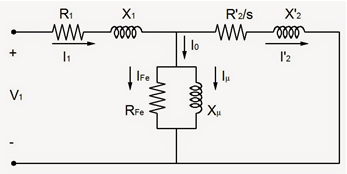 R1 X1 R'2/s X'2
+ I1 I0 I'2
V1 IFe Iμ
RFe Xμ
-